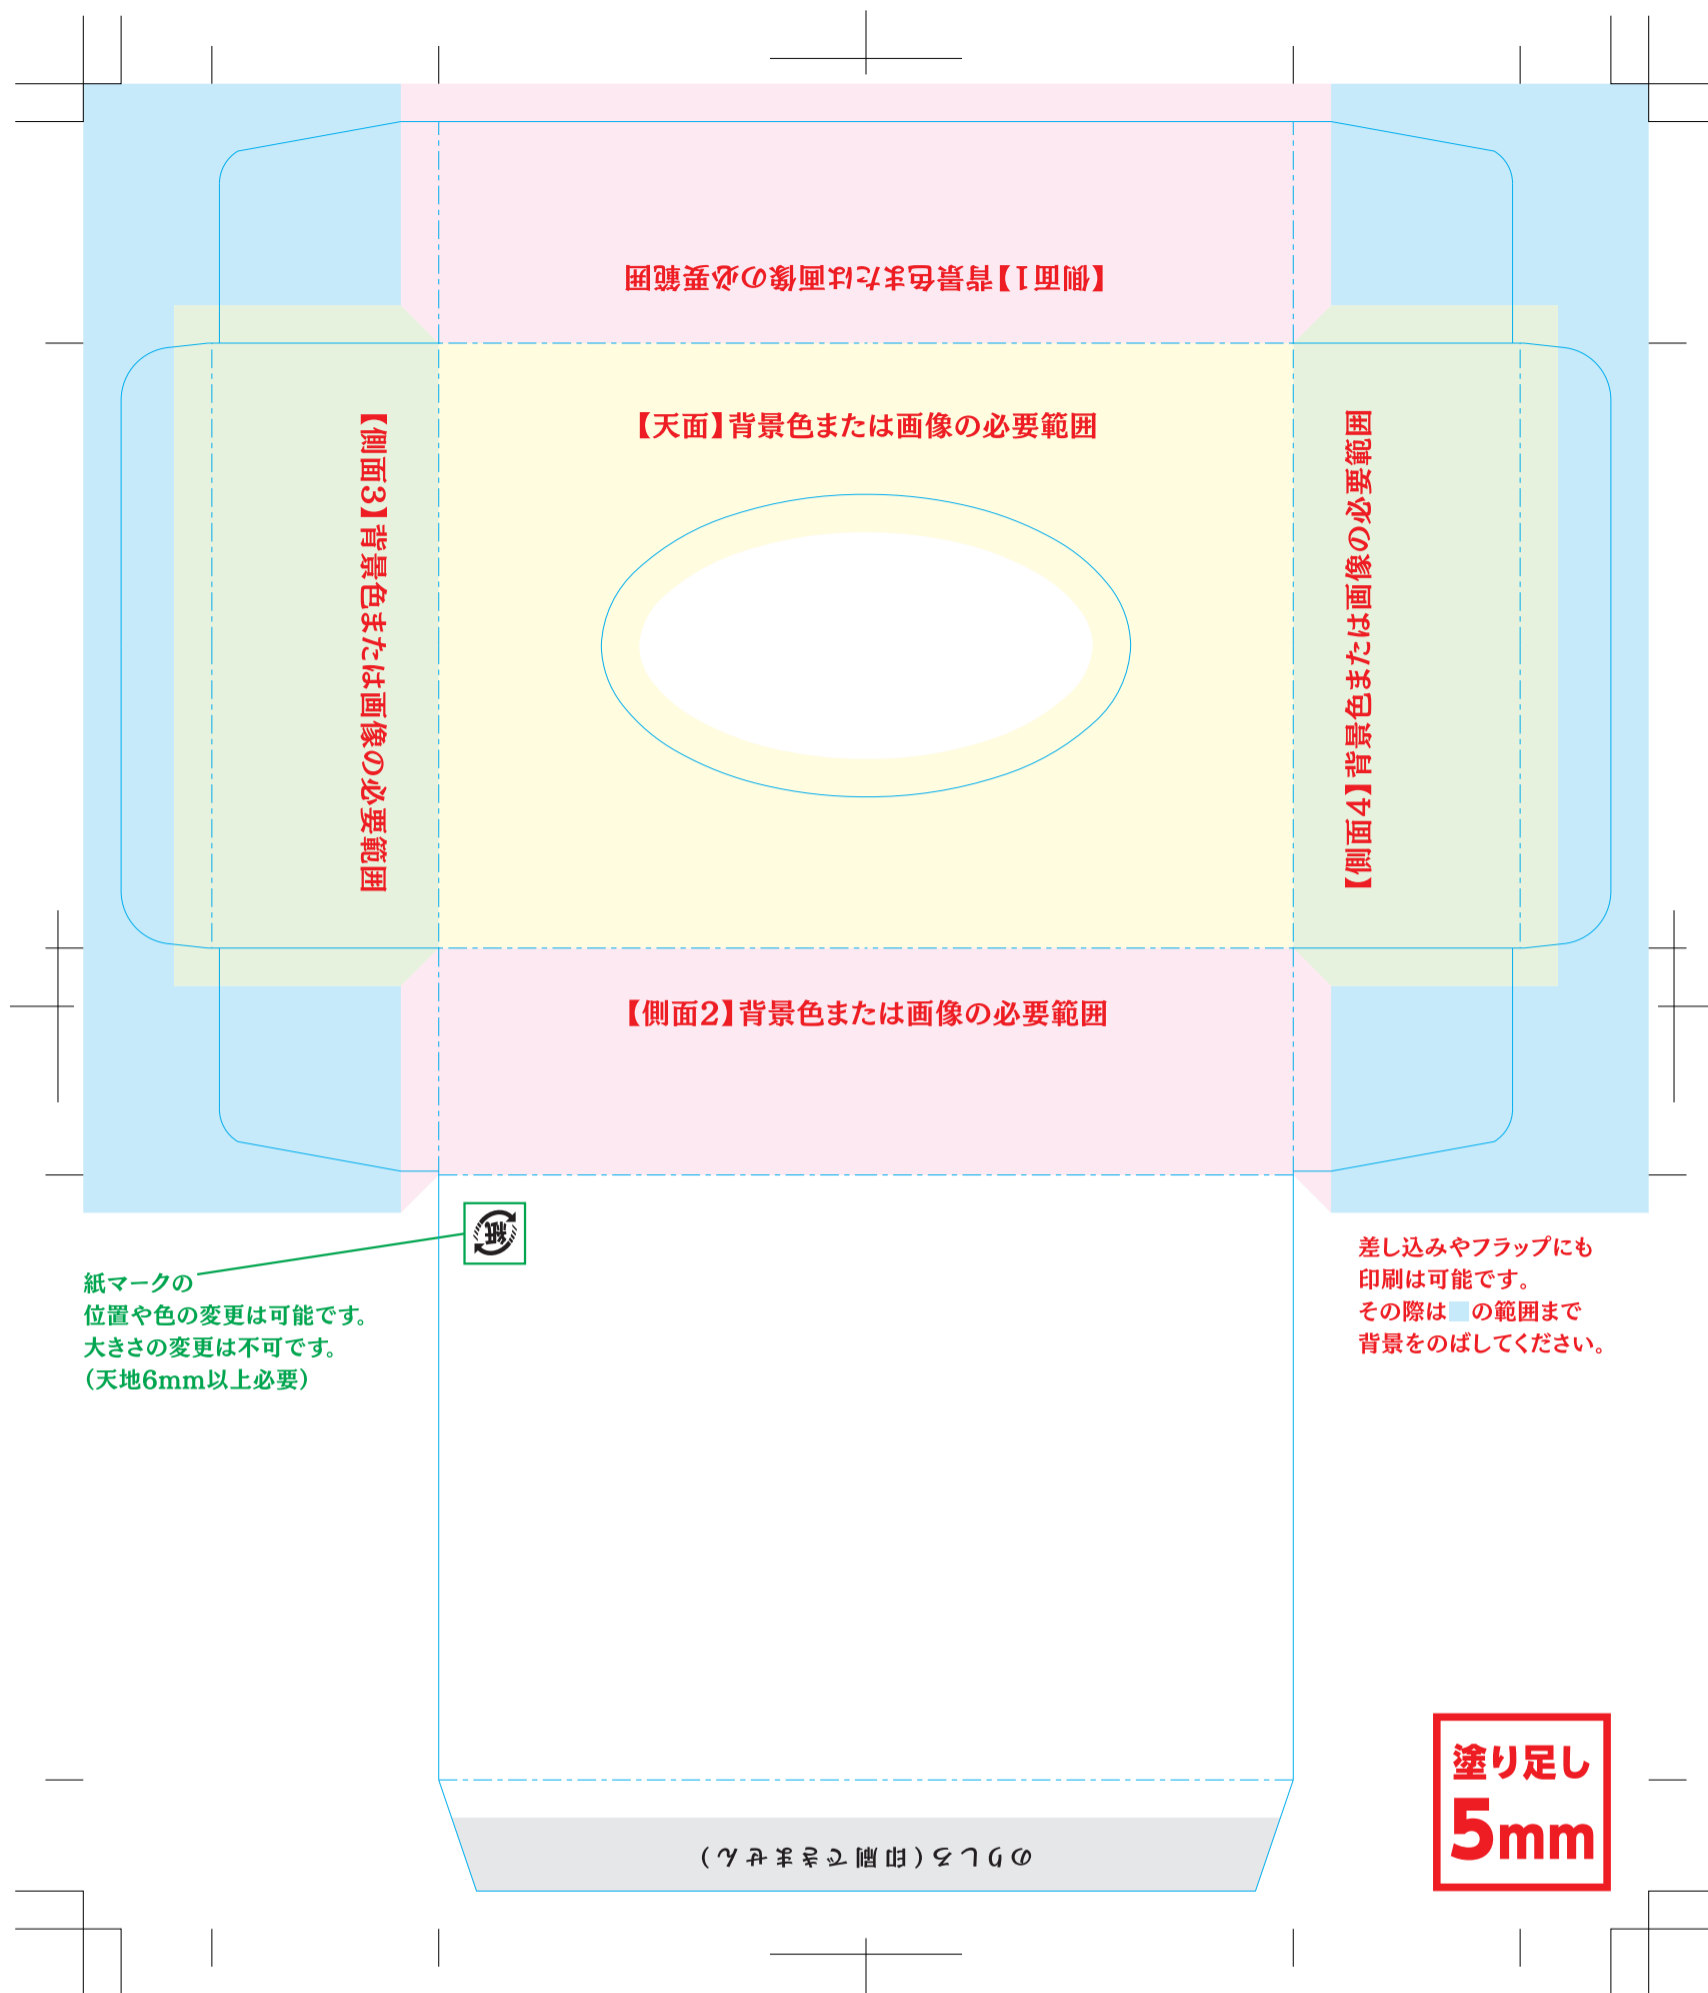 【側面1】背景色または画像の必要範囲
【天面】背景色または画像の必要範囲
【側面3】背景色または画像の必要範囲
【側面4】背景色または画像の必要範囲
【側面2】背景色または画像の必要範囲
紙
紙マークの
位置や色の変更は可能です。
大きさの変更は不可です。
（天地6mm以上必要）
差し込みやフラップにも
印刷は可能です。
その際は の範囲まで
背景をのばしてください。
のりしろ（印刷できません）
塗り足し
5mm